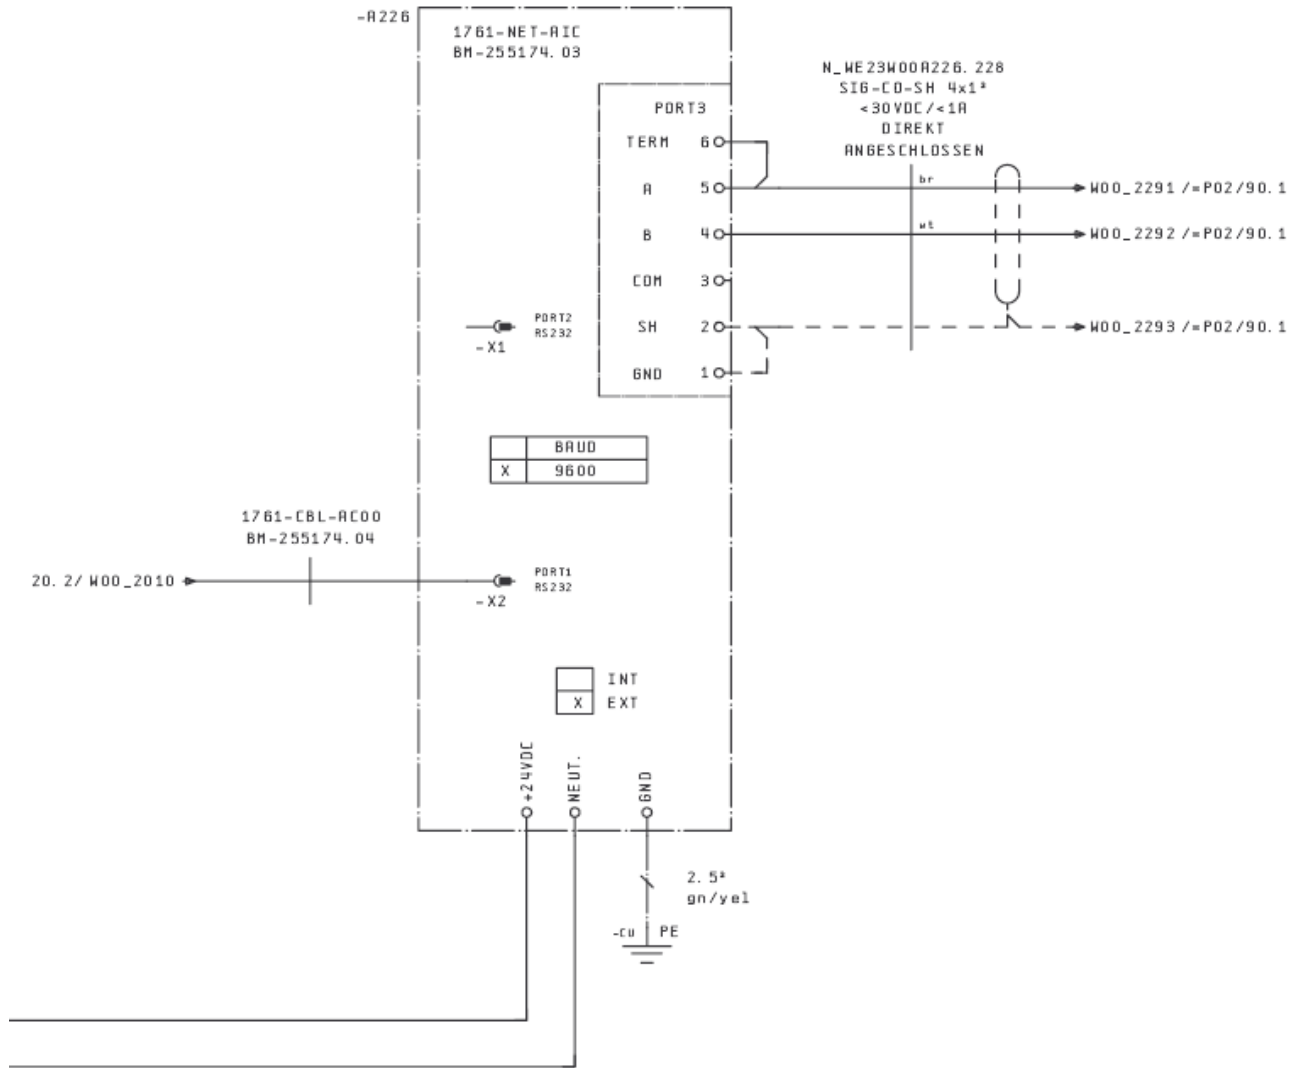 -A226
1761-NET-AIC
BM-255174.03
N_WE23W00A226.228
SIG-CO-SH 4x1²
<30VDC/<1A
DIREKT
ANGESCHLOSSEN
PORT3
TERM 6
A 5 br W00_2291 /=P02/90.1
B 4 wt W00_2292 /=P02/90.1
COM 3
SH 2 W00_2293 /=P02/90.1
GND 1
PORT2
RS232
-X1
BAUD
X 9600
1761-CBL-AC00
BM-255174.04
20.2/ W00_2010
PORT1
RS232
-X2
INT
X EXT
+24VDC
NEUT.
GND
2.5²
gn/yel
-CU PE